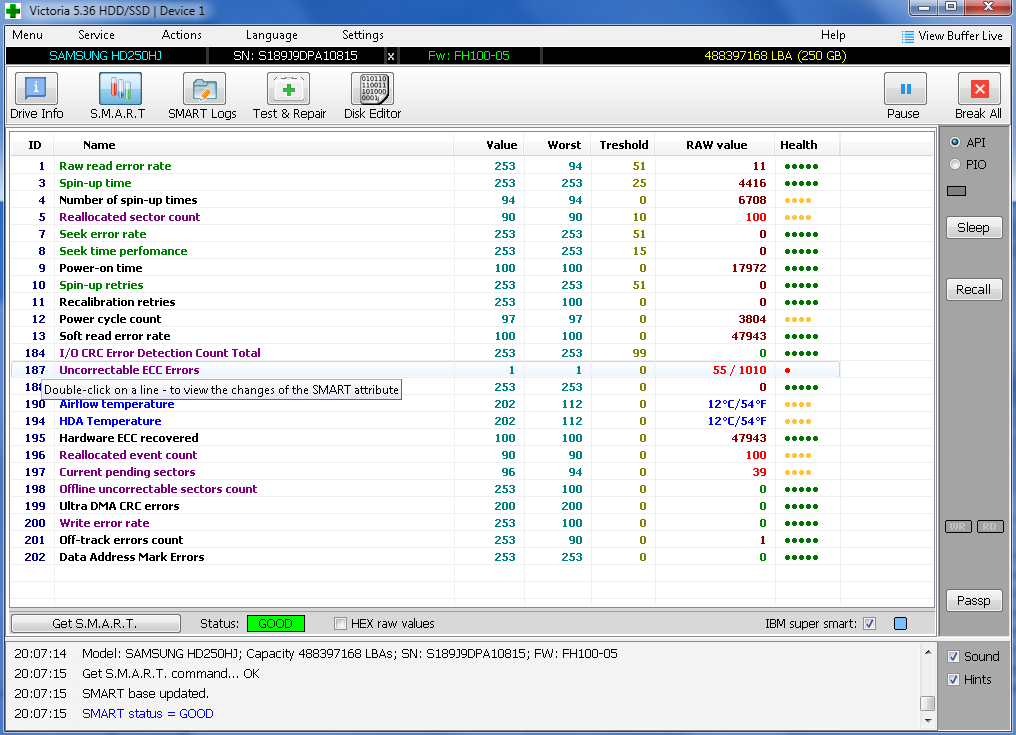 Victoria 5.36 HDD/SSD | Device 1
Menu Service Actions Language Settings Help View Buffer Live
SAMSUNG HD250HJ SN: S189J9DPA10815 x Fw: FH100-05 488397168 LBA (250 GB)
Drive Info S.M.A.R.T SMART Logs Test & Repair Disk Editor Pause Break All
ID Name Value Worst Treshold RAW value Health
1 Raw read error rate 253 94 51 11
3 Spin-up time 253 253 25 4416
4 Number of spin-up times 94 94 0 6708
5 Reallocated sector count 90 90 10 100
7 Seek error rate 253 253 51 0
8 Seek time perfomance 253 253 15 0
9 Power-on time 100 100 0 17972
10 Spin-up retries 253 253 51 0
11 Recalibration retries 253 100 0 0
12 Power cycle count 97 97 0 3804
13 Soft read error rate 100 100 0 47943
184 I/O CRC Error Detection Count Total 253 253 99 0
187 Uncorrectable ECC Errors 1 1 0 55 / 1010
Double-click on a line - to view the changes of the SMART attribute 253 253 0 0
190 Airflow temperature 202 112 0 12°C/54°F
194 HDA Temperature 202 112 0 12°C/54°F
195 Hardware ECC recovered 100 100 0 47943
196 Reallocated event count 90 90 0 100
197 Current pending sectors 96 94 0 39
198 Offline uncorrectable sectors count 253 100 0 0
199 Ultra DMA CRC errors 200 200 0 0
200 Write error rate 253 100 0 0
201 Off-track errors count 253 90 0 1
202 Data Address Mark Errors 253 253 0 0
API
PIO
Sleep
Recall
WR RD
Passp
Get S.M.A.R.T. Status: GOOD HEX raw values IBM super smart:
20:07:14 Model: SAMSUNG HD250HJ; Capacity 488397168 LBAs; SN: S189J9DPA10815; FW: FH100-05
20:07:15 Get S.M.A.R.T. command... OK
20:07:15 SMART base updated.
20:07:15 SMART status = GOOD
Sound
Hints